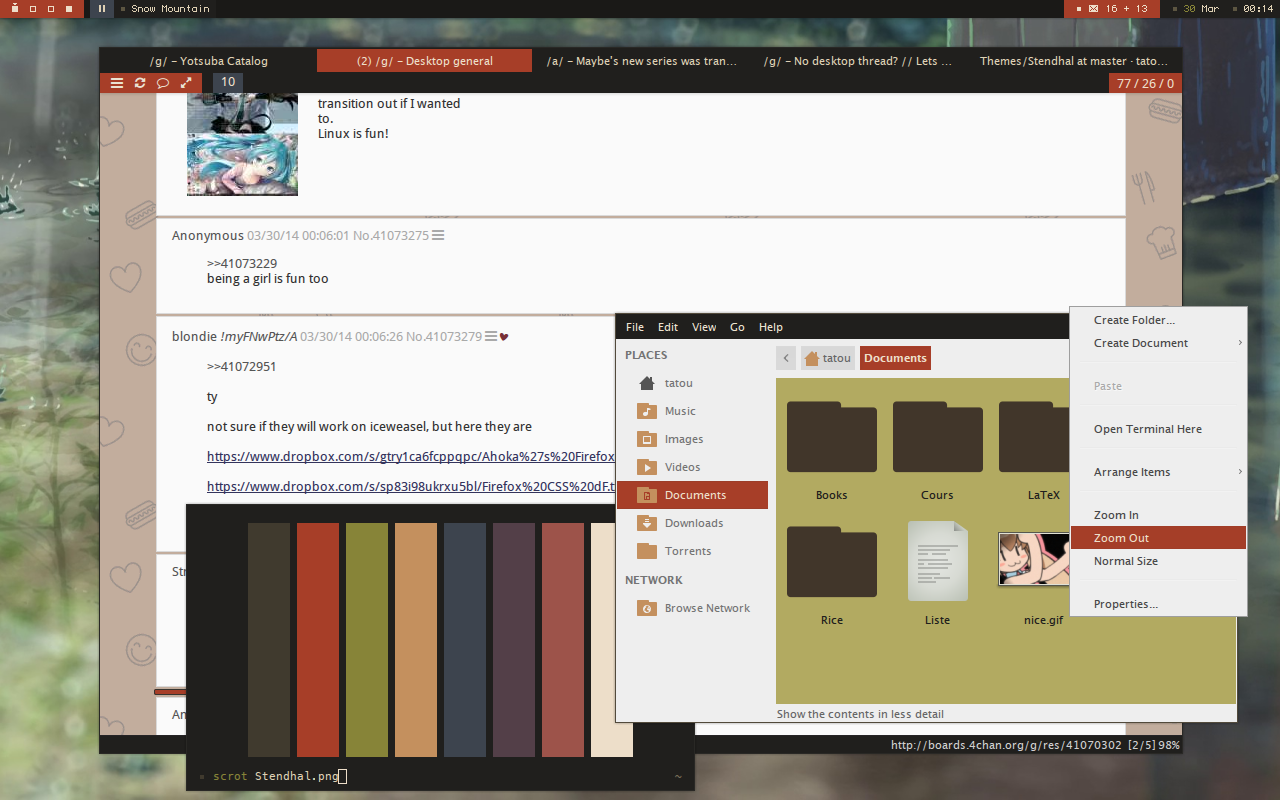 Snow Mountain
16 + 13
30 Mar
00:14
/g/ – Yotsuba Catalog
(2) /g/ – Desktop general
/a/ – Maybe's new series was tran...
/g/ – No desktop thread? // Lets ...
Themes/Stendhal at master · tato...
10
77 / 26 / 0
transition out if I wanted
to.
Linux is fun!
Anonymous 03/30/14 00:06:01 No.41073275
>>41073229
being a girl is fun too
blondie !myFNwPtz/A 03/30/14 00:06:26 No.41073279
>>41072951
ty
not sure if they will work on iceweasel, but here they are
https://www.dropbox.com/s/gtry1ca6fcppqpc/Ahoka%27s%20Firefox
https://www.dropbox.com/s/sp83i98ukrxu5bl/Firefox%20CSS%20dF.t
File Edit View Go Help
PLACES
tatou
Music
Images
Videos
Documents
Downloads
Torrents
NETWORK
Browse Network
tatou
Documents
Books
Cours
LaTeX
Rice
Liste
nice.gif
Show the contents in less detail
Create Folder...
Create Document
Paste
Open Terminal Here
Arrange Items
Zoom In
Zoom Out
Normal Size
Properties...
http://boards.4chan.org/g/res/41070302 [2/5] 98%
scrot Stendhal.png
~